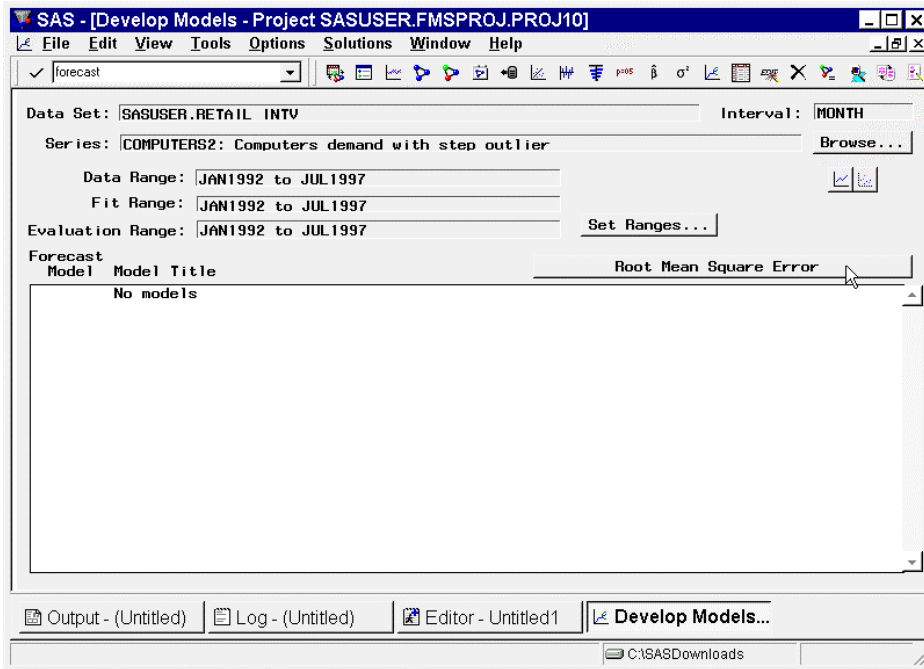 SAS - [Develop Models - Project SASUSER.FMSPROJ.PROJ10]
File Edit View Tools Options Solutions Window Help
forecast
p=05 β̂ σ²
Data Set: SASUSER.RETAIL INTV Interval: MONTH
Series: COMPUTERS2: Computers demand with step outlier Browse...
Data Range: JAN1992 to JUL1997
Fit Range: JAN1992 to JUL1997
Evaluation Range: JAN1992 to JUL1997 Set Ranges...
Forecast
Model Model Title Root Mean Square Error
No models
Output - (Untitled) Log - (Untitled) Editor - Untitled1 Develop Models...
C:\SASDownloads